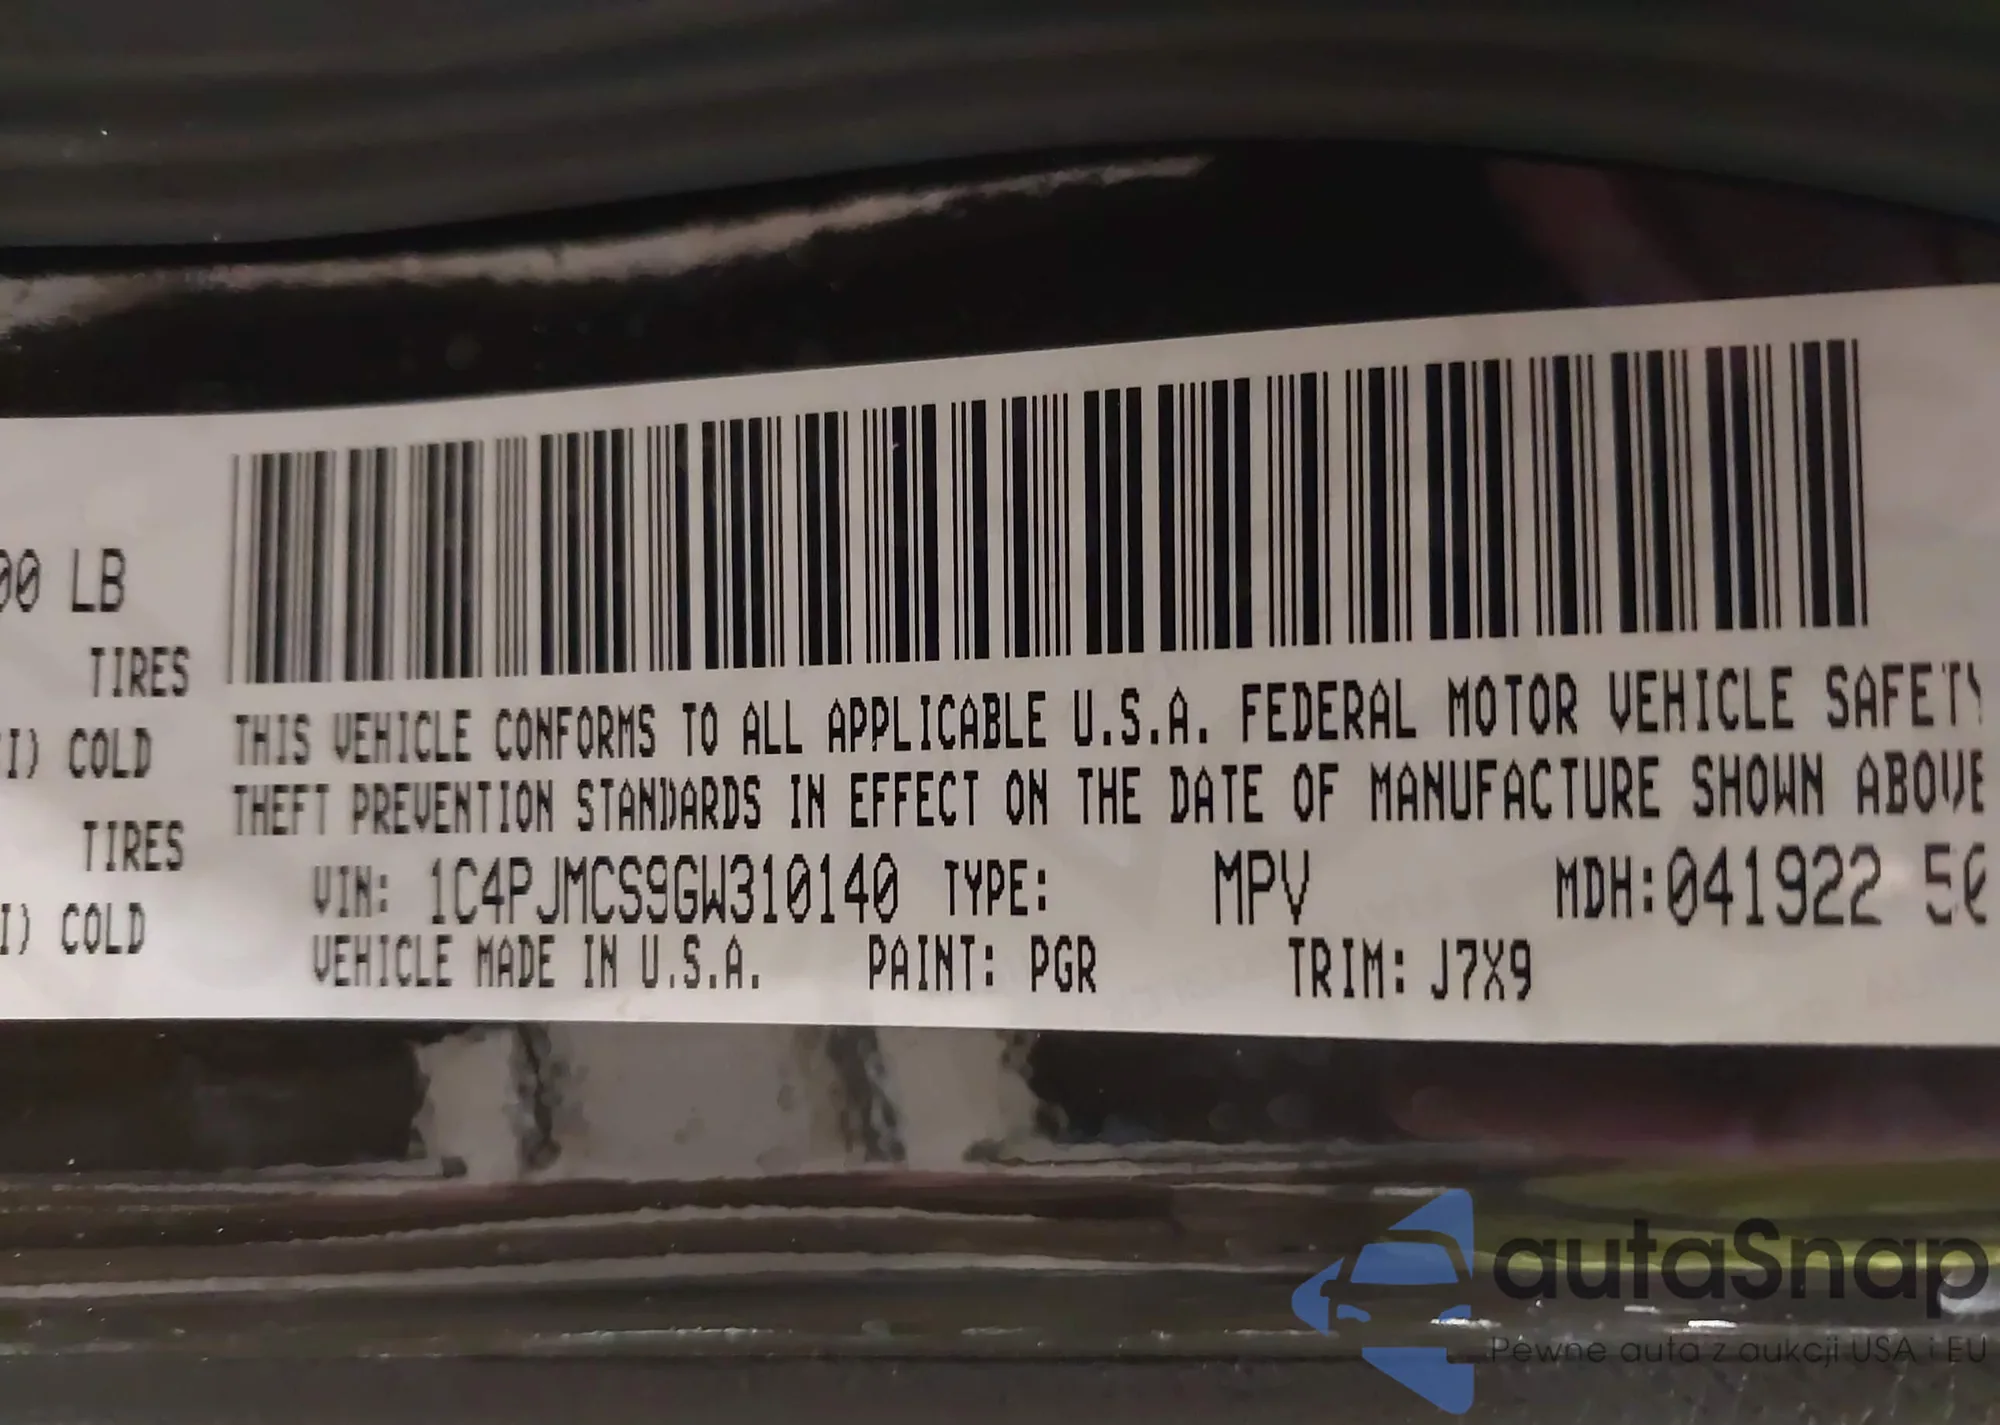 00 LB
TIRES
I) COLD
TIRES
I) COLD
THIS VEHICLE CONFORMS TO ALL APPLICABLE U.S.A. FEDERAL MOTOR VEHICLE SAFETY
THEFT PREVENTION STANDARDS IN EFFECT ON THE DATE OF MANUFACTURE SHOWN ABOVE
VIN: 1C4PJMCS9GW310140 TYPE: MPV MDH:041922 50
VEHICLE MADE IN U.S.A. PAINT: PGR TRIM: J7X9
autaSnap
Pewne auta z aukcji USA i EU